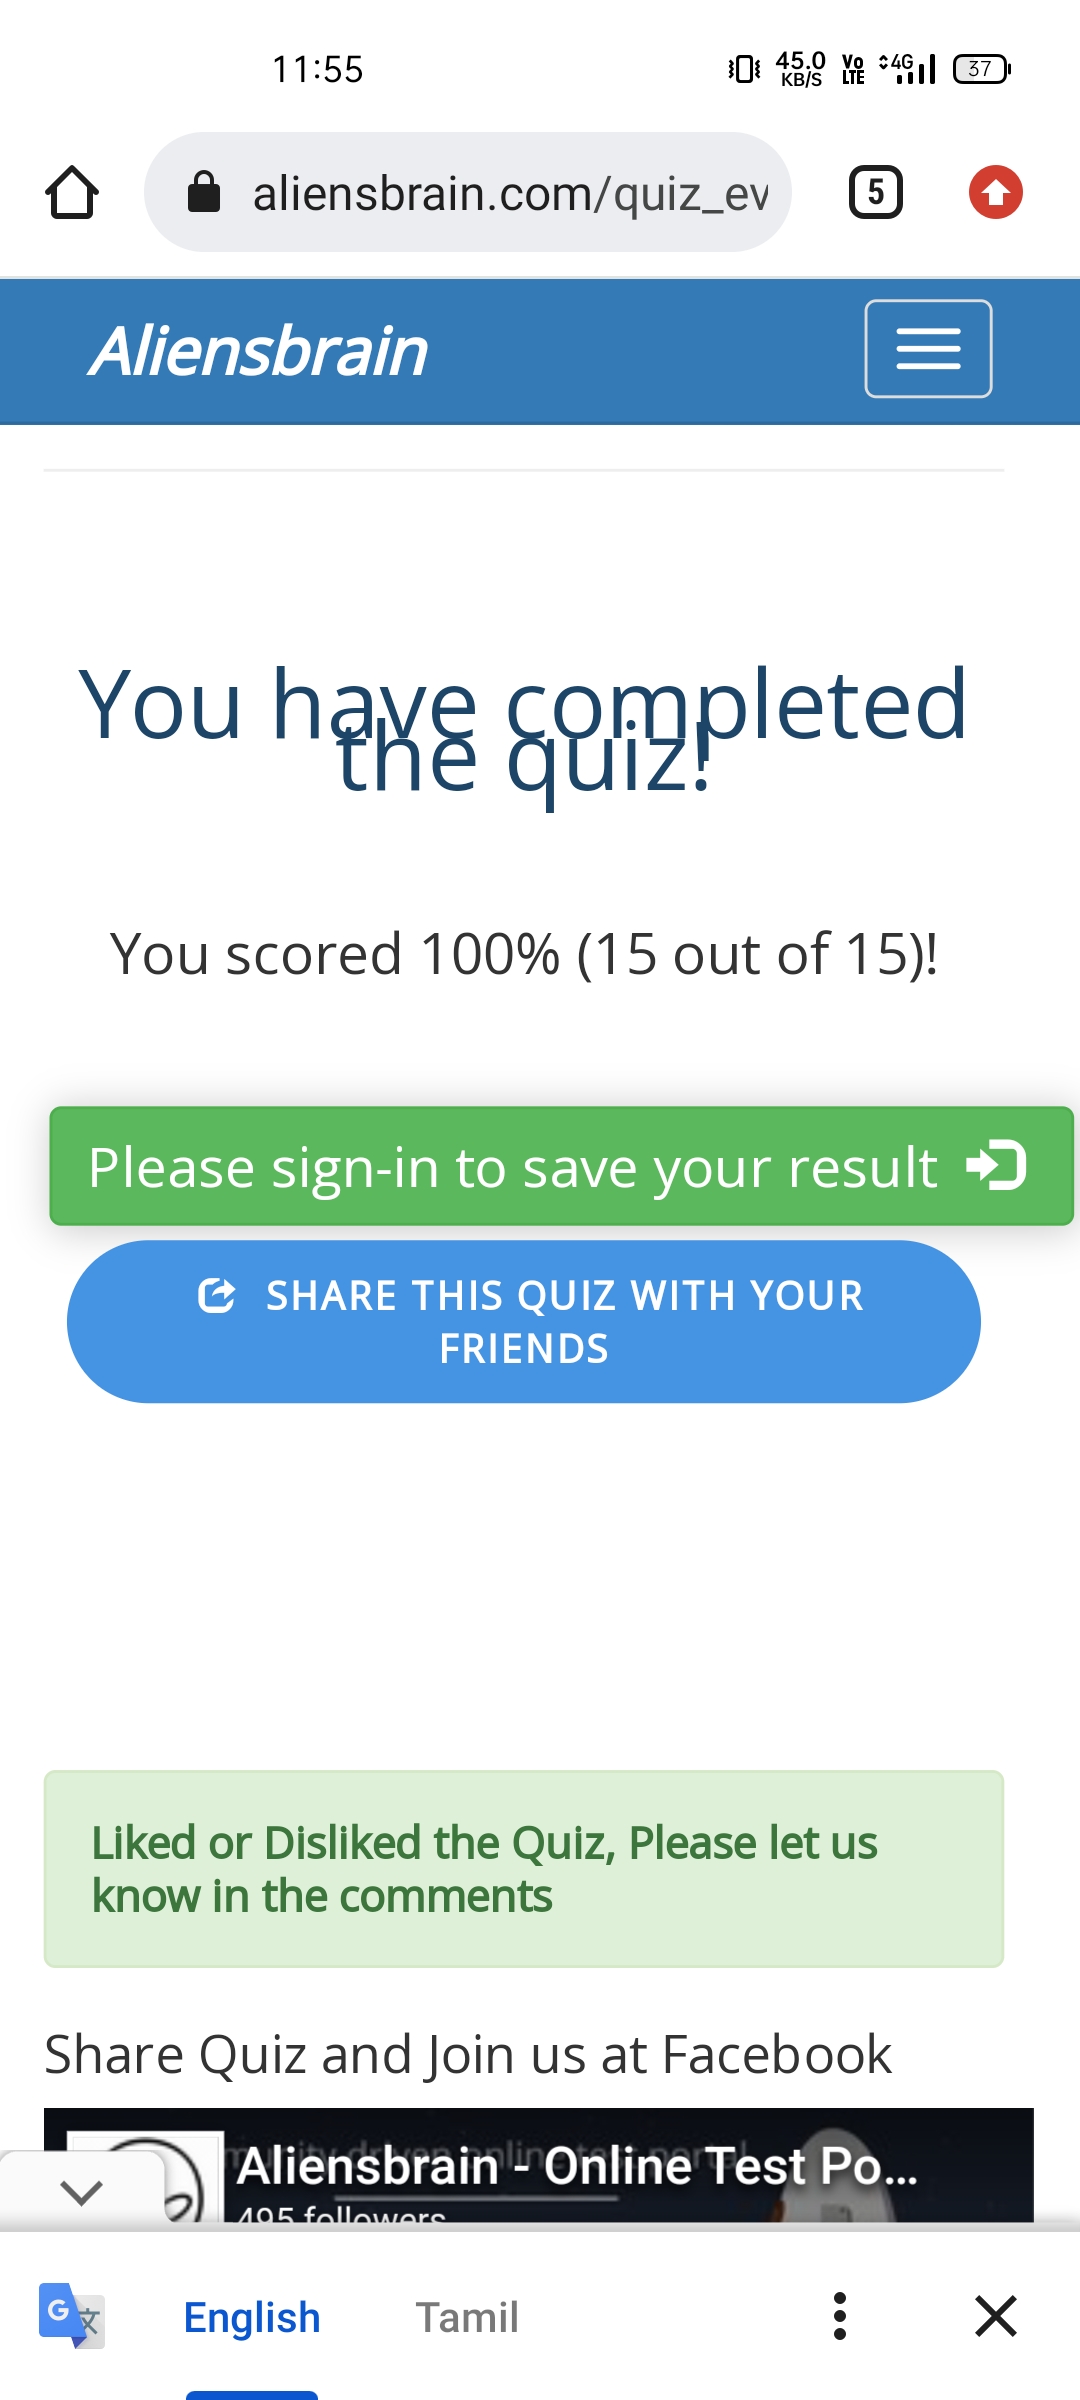 11:55
45.0
KB/S
Vo
LTE
4G
37
aliensbrain.com/quiz_ev
5
Aliensbrain
You have completed
the quiz!
You scored 100% (15 out of 15)!
Please sign-in to save your result
SHARE THIS QUIZ WITH YOUR
FRIENDS
Liked or Disliked the Quiz, Please let us
know in the comments
Share Quiz and Join us at Facebook
Aliensbrain - Online Test Po...
495 followers
G 文
English
Tamil